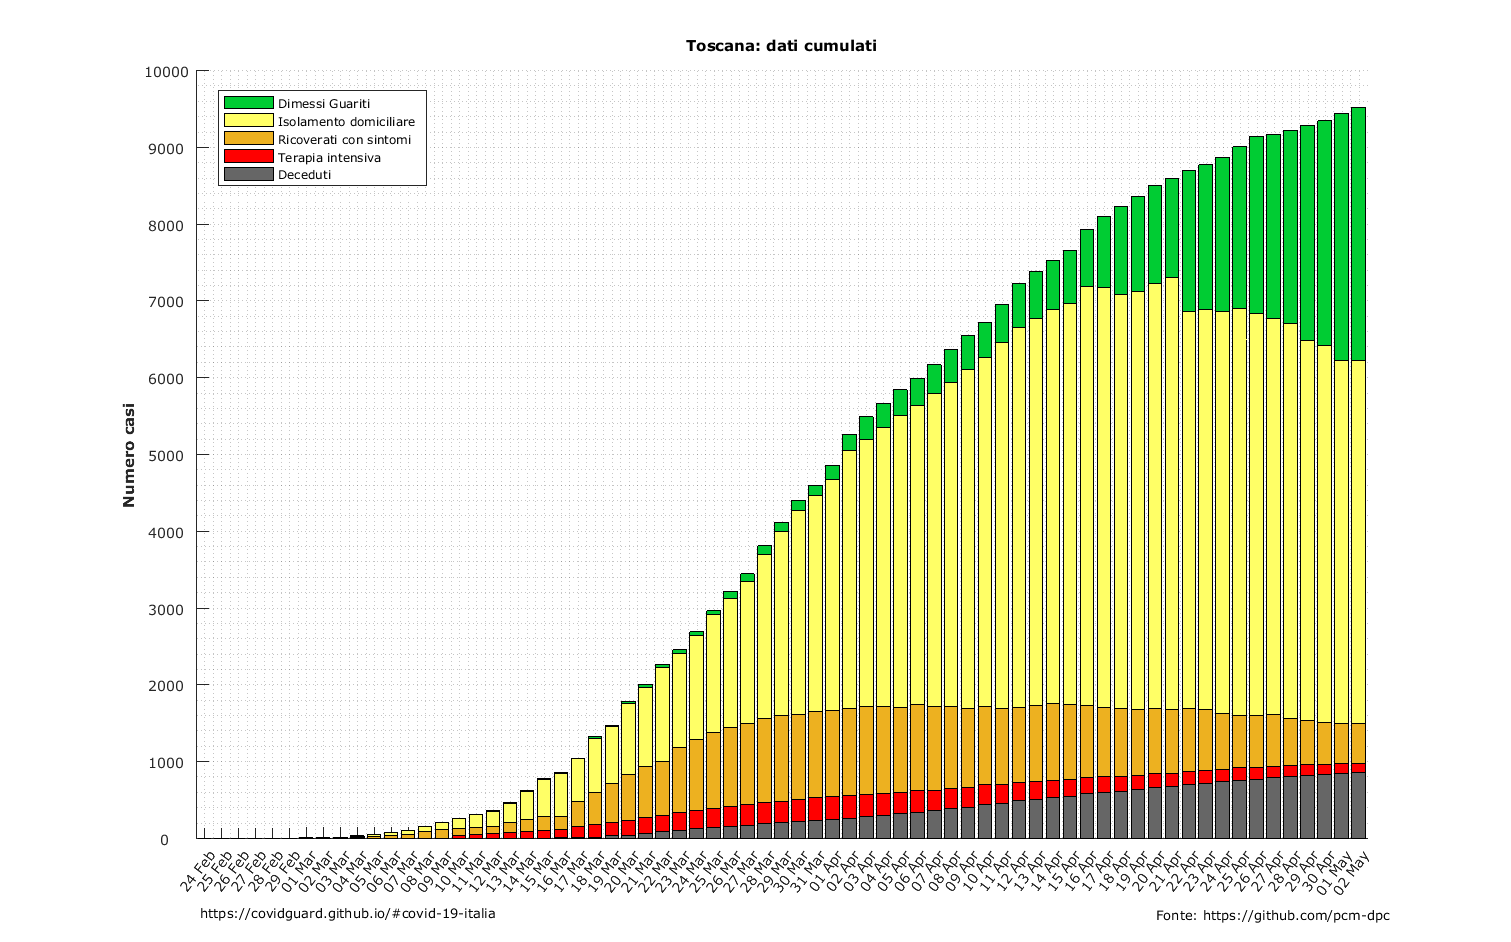 Toscana: dati cumulati
10000
9000
8000
7000
6000
5000
4000
3000
2000
1000
0
Numero casi
Dimessi Guariti
Isolamento domiciliare
Ricoverati con sintomi
Terapia intensiva
Deceduti
24 Feb
25 Feb
26 Feb
27 Feb
28 Feb
29 Feb
01 Mar
02 Mar
03 Mar
04 Mar
05 Mar
06 Mar
07 Mar
08 Mar
09 Mar
10 Mar
11 Mar
12 Mar
13 Mar
14 Mar
15 Mar
16 Mar
17 Mar
18 Mar
19 Mar
20 Mar
21 Mar
22 Mar
23 Mar
24 Mar
25 Mar
26 Mar
27 Mar
28 Mar
29 Mar
30 Mar
31 Mar
01 Apr
02 Apr
03 Apr
04 Apr
05 Apr
06 Apr
07 Apr
08 Apr
09 Apr
10 Apr
11 Apr
12 Apr
13 Apr
14 Apr
15 Apr
16 Apr
17 Apr
18 Apr
19 Apr
20 Apr
21 Apr
22 Apr
23 Apr
24 Apr
25 Apr
26 Apr
27 Apr
28 Apr
29 Apr
30 Apr
01 May
02 May
https://covidguard.github.io/#covid-19-italia
Fonte: https://github.com/pcm-dpc